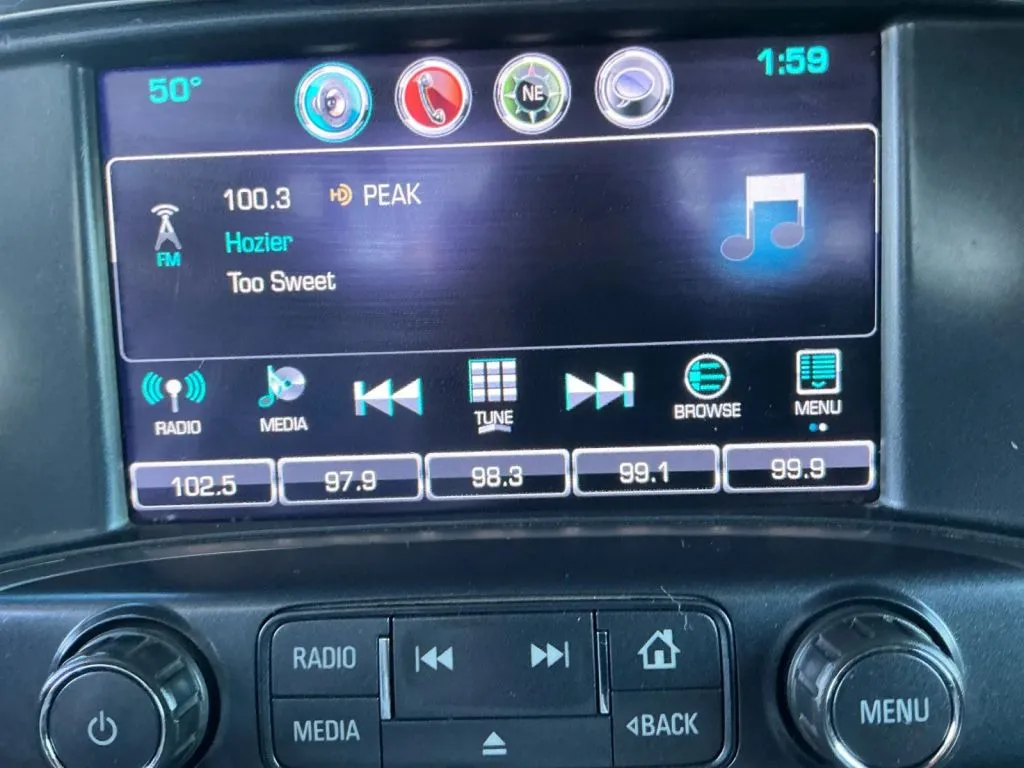 50° NE 1:59
100.3 HD PEAK
FM Hozier
Too Sweet
RADIO MEDIA TUNE BROWSE MENU
102.5 97.9 98.3 99.1 99.9
RADIO
MEDIA ◁BACK MENU